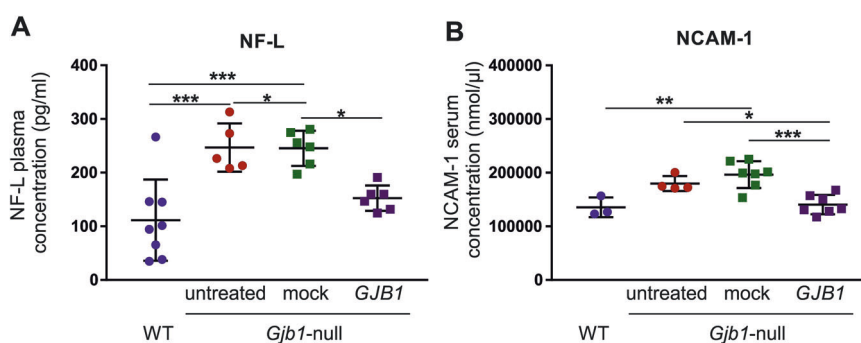 A
NF-L
NF-L plasma
concentration (pg/ml)
400
300
200
100
0
***
***
*
*
untreated
mock
GJB1
WT
Gjb1-null
B
NCAM-1
NCAM-1 serum
concentration (nmol/µl)
400000
300000
200000
100000
0
**
*
***
untreated
mock
GJB1
WT
Gjb1-null